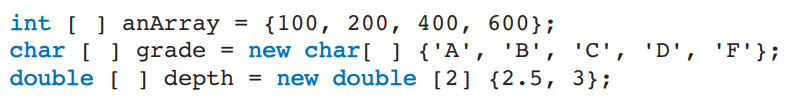 int [ ] anArray = {100, 200, 400, 600};
char [ ] grade = new char[ ] {'A', 'B', 'C', 'D', 'F'};
double [ ] depth = new double [2] {2.5, 3};